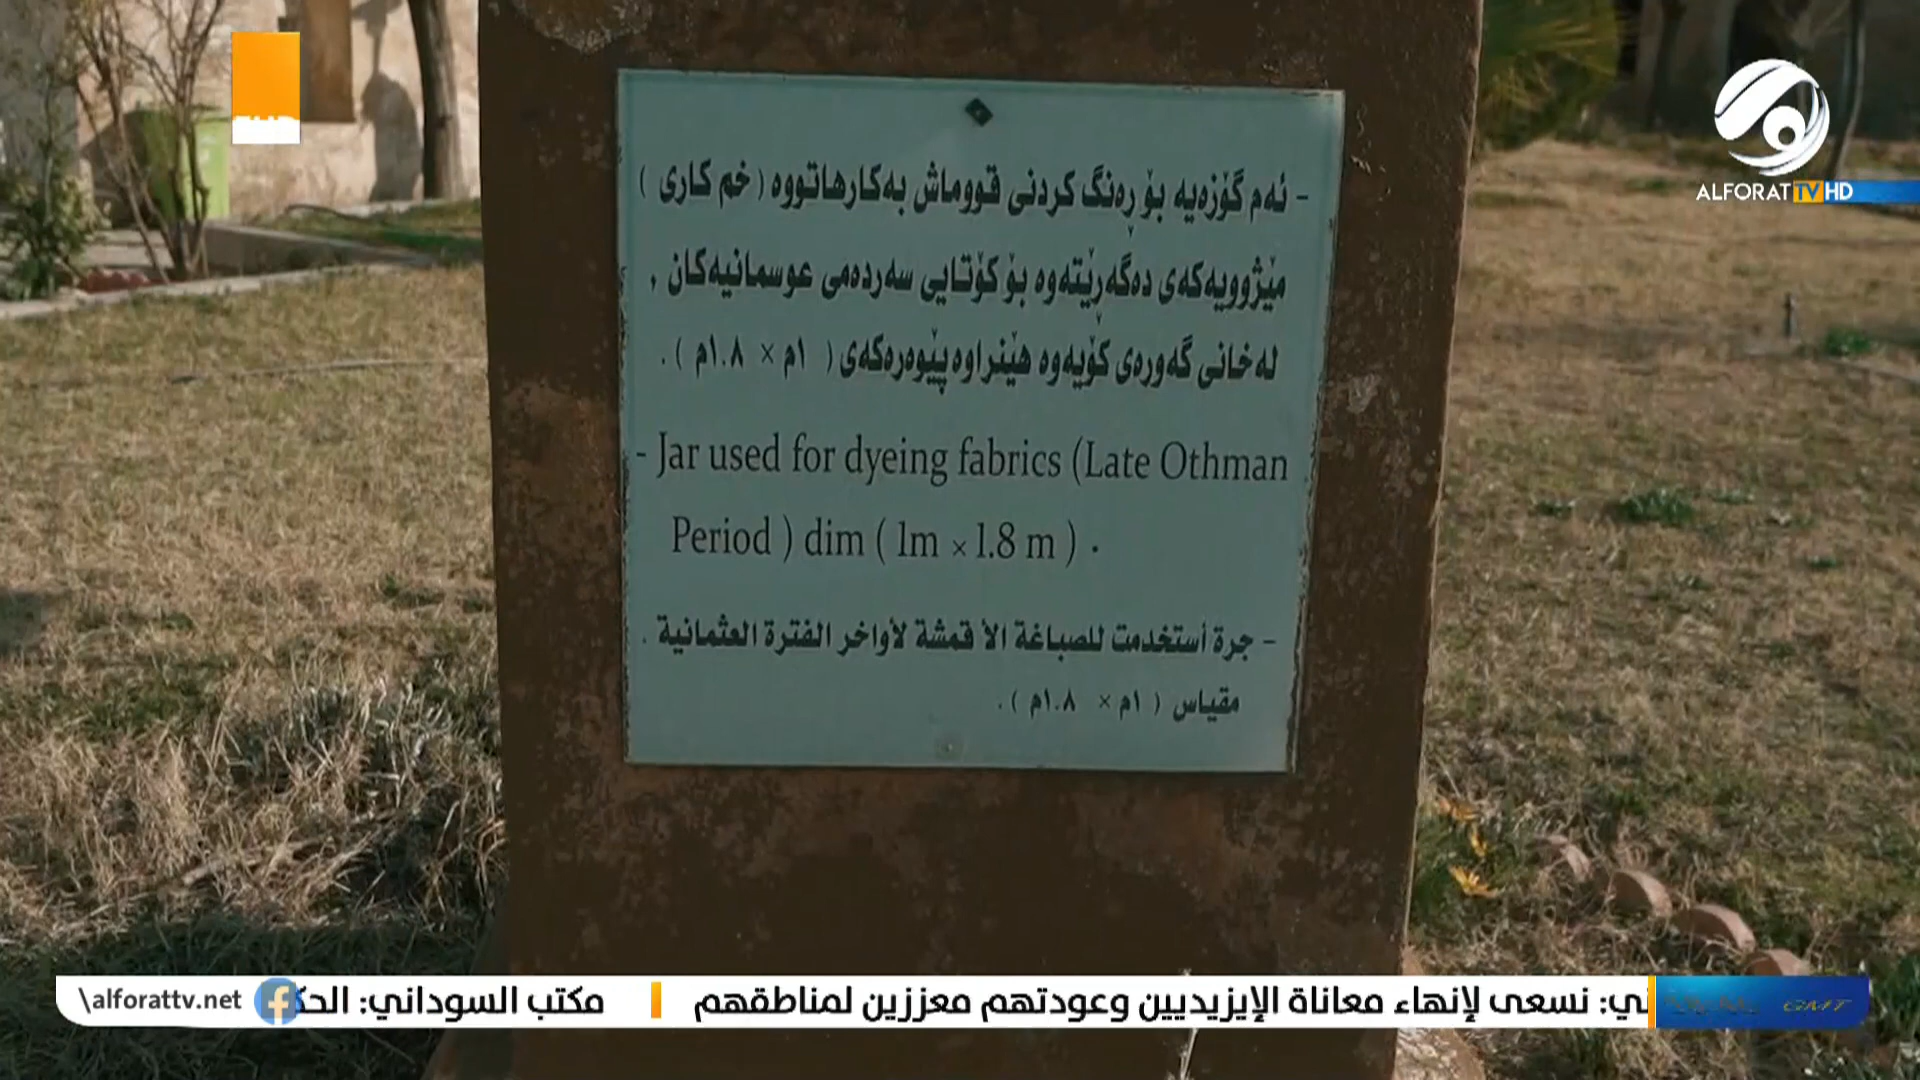 ALFORAT TV HD
- ئەم گۆزەیە بۆ ڕەنگ کردنی قووماش بەکارهاتووە ( خم کاری )
مێژوویەکەی دەگەڕێتەوە بۆ کۆتایی سەردەمی عوسمانیەکان ,
لەخانی گەورەی کۆیەوە هێنراوە پێوەرەکەی ( ١م × ١.٨م ) .
- Jar used for dyeing fabrics (Late Othman
Period ) dim ( 1m × 1.8 m ) .
- جرة أستخدمت للصباغة الأ قمشة لأواخر الفترة العثمانية .
مقياس ( ١م × ١.٨م ) .
ني: نسعى لإنهاء معاناة الإيزيديين وعودتهم معززين لمناطقهم
مكتب السوداني: الحك
\alforattv.net
GMT